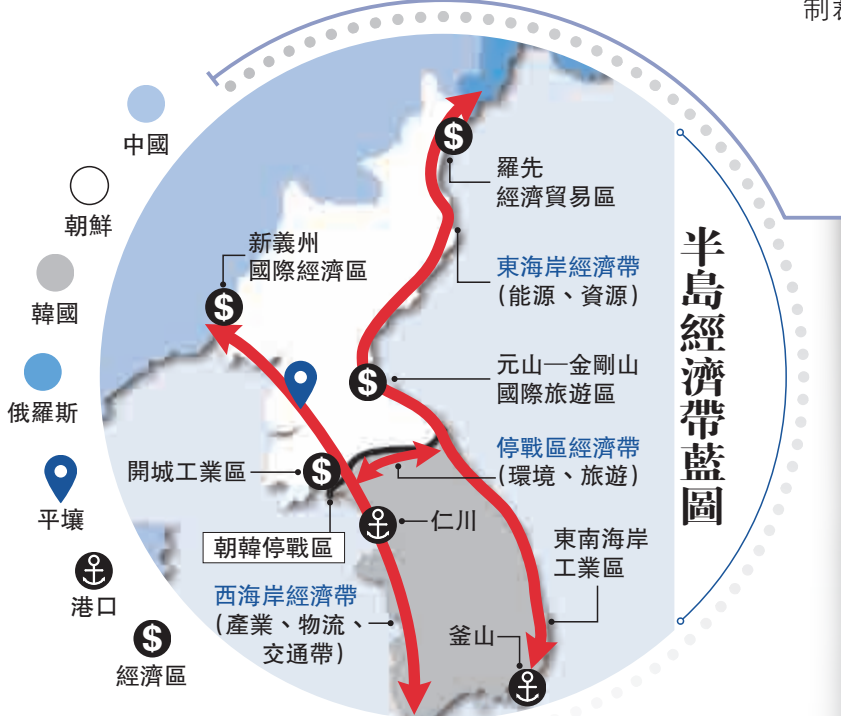 制裁
半島經濟帶藍圖
中國
朝鮮
韓國
俄羅斯
平壤
港口
經濟區
新義州
國際經濟區
羅先
經濟貿易區
東海岸經濟帶
(能源、資源)
元山—金剛山
國際旅遊區
停戰區經濟帶
(環境、旅遊)
開城工業區
朝韓停戰區
仁川
西海岸經濟帶
(產業、物流、
交通帶)
東南海岸
工業區
釜山